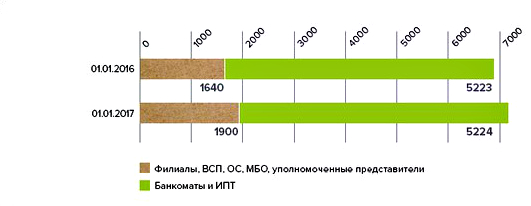 0 1000 2000 3000 4000 5000 6000 7000
01.01.2016
1640 5223
01.01.2017
1900 5224
Филиалы, ВСП, ОС, МБО, уполномоченные представители
Банкоматы и ИПТ